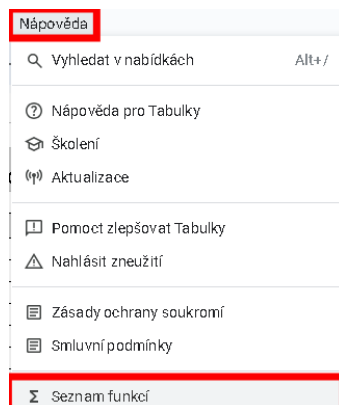 Nápověda
Vyhledat v nabídkách Alt+/
Nápověda pro Tabulky
Školení
Aktualizace
Pomoct zlepšovat Tabulky
Nahlásit zneužití
Zásady ochrany soukromí
Smluvní podmínky
Σ Seznam funkcí